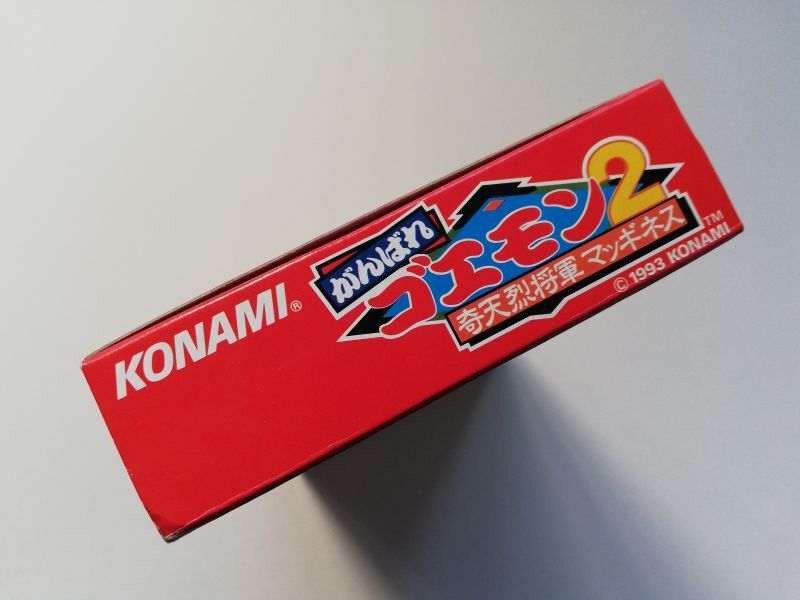 KONAMI®
がんばれ
ゴエモン2
奇天烈将軍マッギネス
TM
© 1993 KONAMI